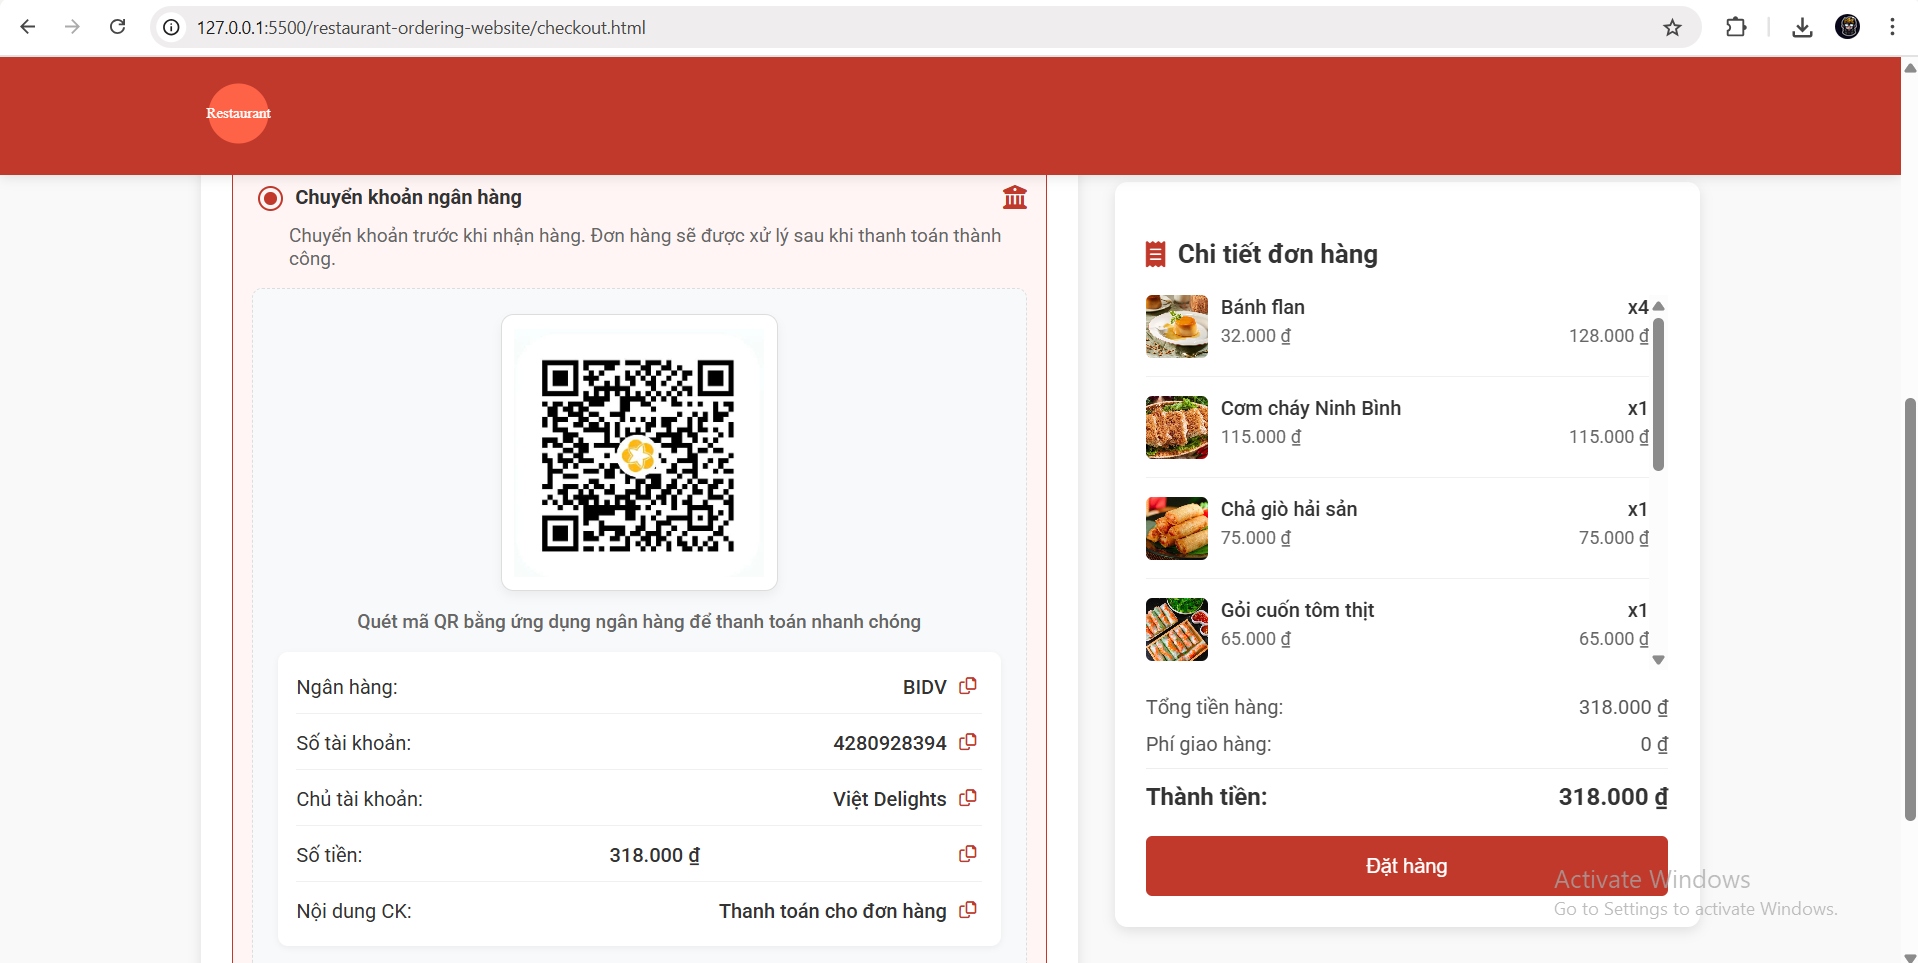 127.0.0.1:5500/restaurant-ordering-website/checkout.html
Restaurant
Chuyển khoản ngân hàng
Chuyển khoản trước khi nhận hàng. Đơn hàng sẽ được xử lý sau khi thanh toán thành
công.
Quét mã QR bằng ứng dụng ngân hàng để thanh toán nhanh chóng
Ngân hàng: BIDV
Số tài khoản: 4280928394
Chủ tài khoản: Việt Delights
Số tiền: 318.000 ₫
Nội dung CK: Thanh toán cho đơn hàng
Chi tiết đơn hàng
Bánh flan x4
32.000 ₫ 128.000 ₫
Cơm cháy Ninh Bình x1
115.000 ₫ 115.000 ₫
Chả giò hải sản x1
75.000 ₫ 75.000 ₫
Gỏi cuốn tôm thịt x1
65.000 ₫ 65.000 ₫
Tổng tiền hàng: 318.000 ₫
Phí giao hàng: 0 ₫
Thành tiền: 318.000 ₫
Đặt hàng
Activate Windows
Go to Settings to activate Windows.